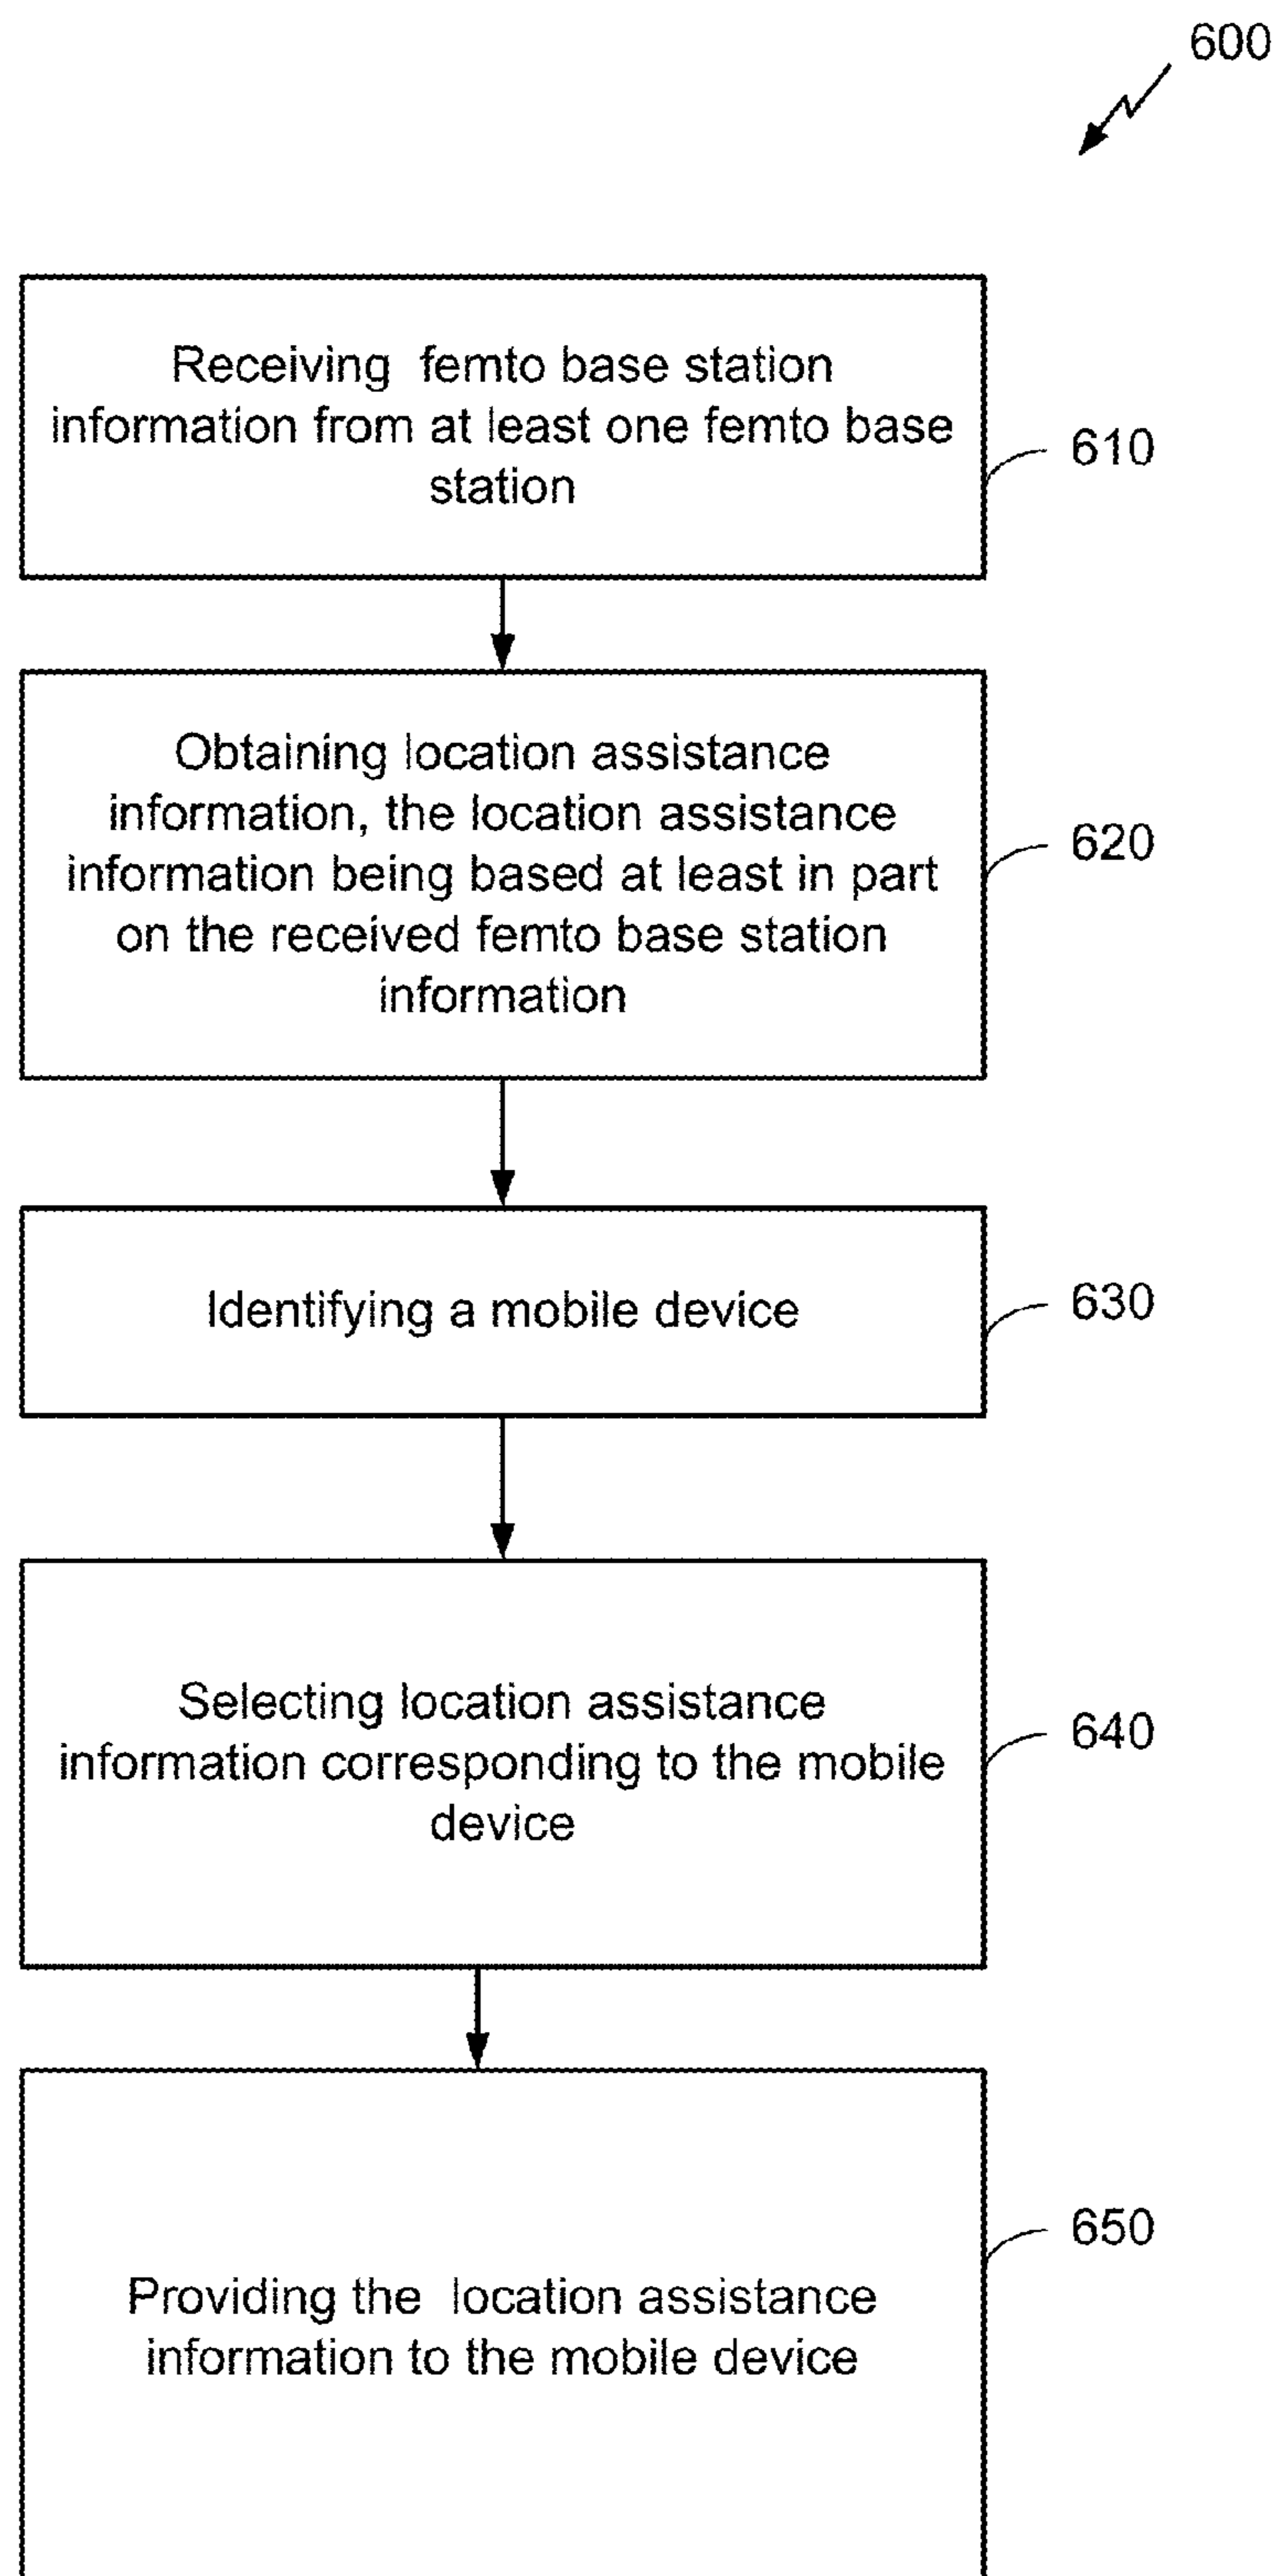 600
Receiving femto base station
information from at least one femto base
station
610
Obtaining location assistance
information, the location assistance
information being based at least in part
on the received femto base station
information
620
Identifying a mobile device
630
Selecting location assistance
information corresponding to the mobile
device
640
Providing the location assistance
information to the mobile device
650